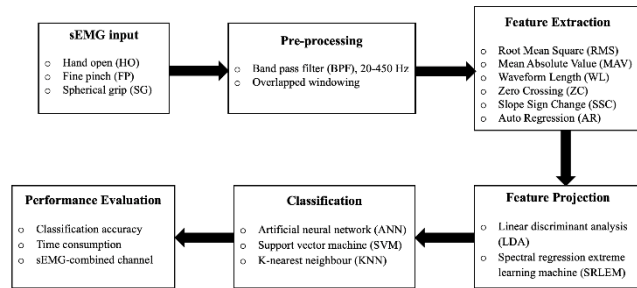 sEMG input
○ Hand open (HO)
○ Fine pinch (FP)
○ Spherical grip (SG)
Pre-processing
○ Band pass filter (BPF), 20-450 Hz
○ Overlapped windowing
Feature Extraction
○ Root Mean Square (RMS)
○ Mean Absolute Value (MAV)
○ Waveform Length (WL)
○ Zero Crossing (ZC)
○ Slope Sign Change (SSC)
○ Auto Regression (AR)
Performance Evaluation
○ Classification accuracy
○ Time consumption
○ sEMG-combined channel
Classification
○ Artificial neural network (ANN)
○ Support vector machine (SVM)
○ K-nearest neighbour (KNN)
Feature Projection
○ Linear discriminant analysis
(LDA)
○ Spectral regression extreme
learning machine (SRLEM)